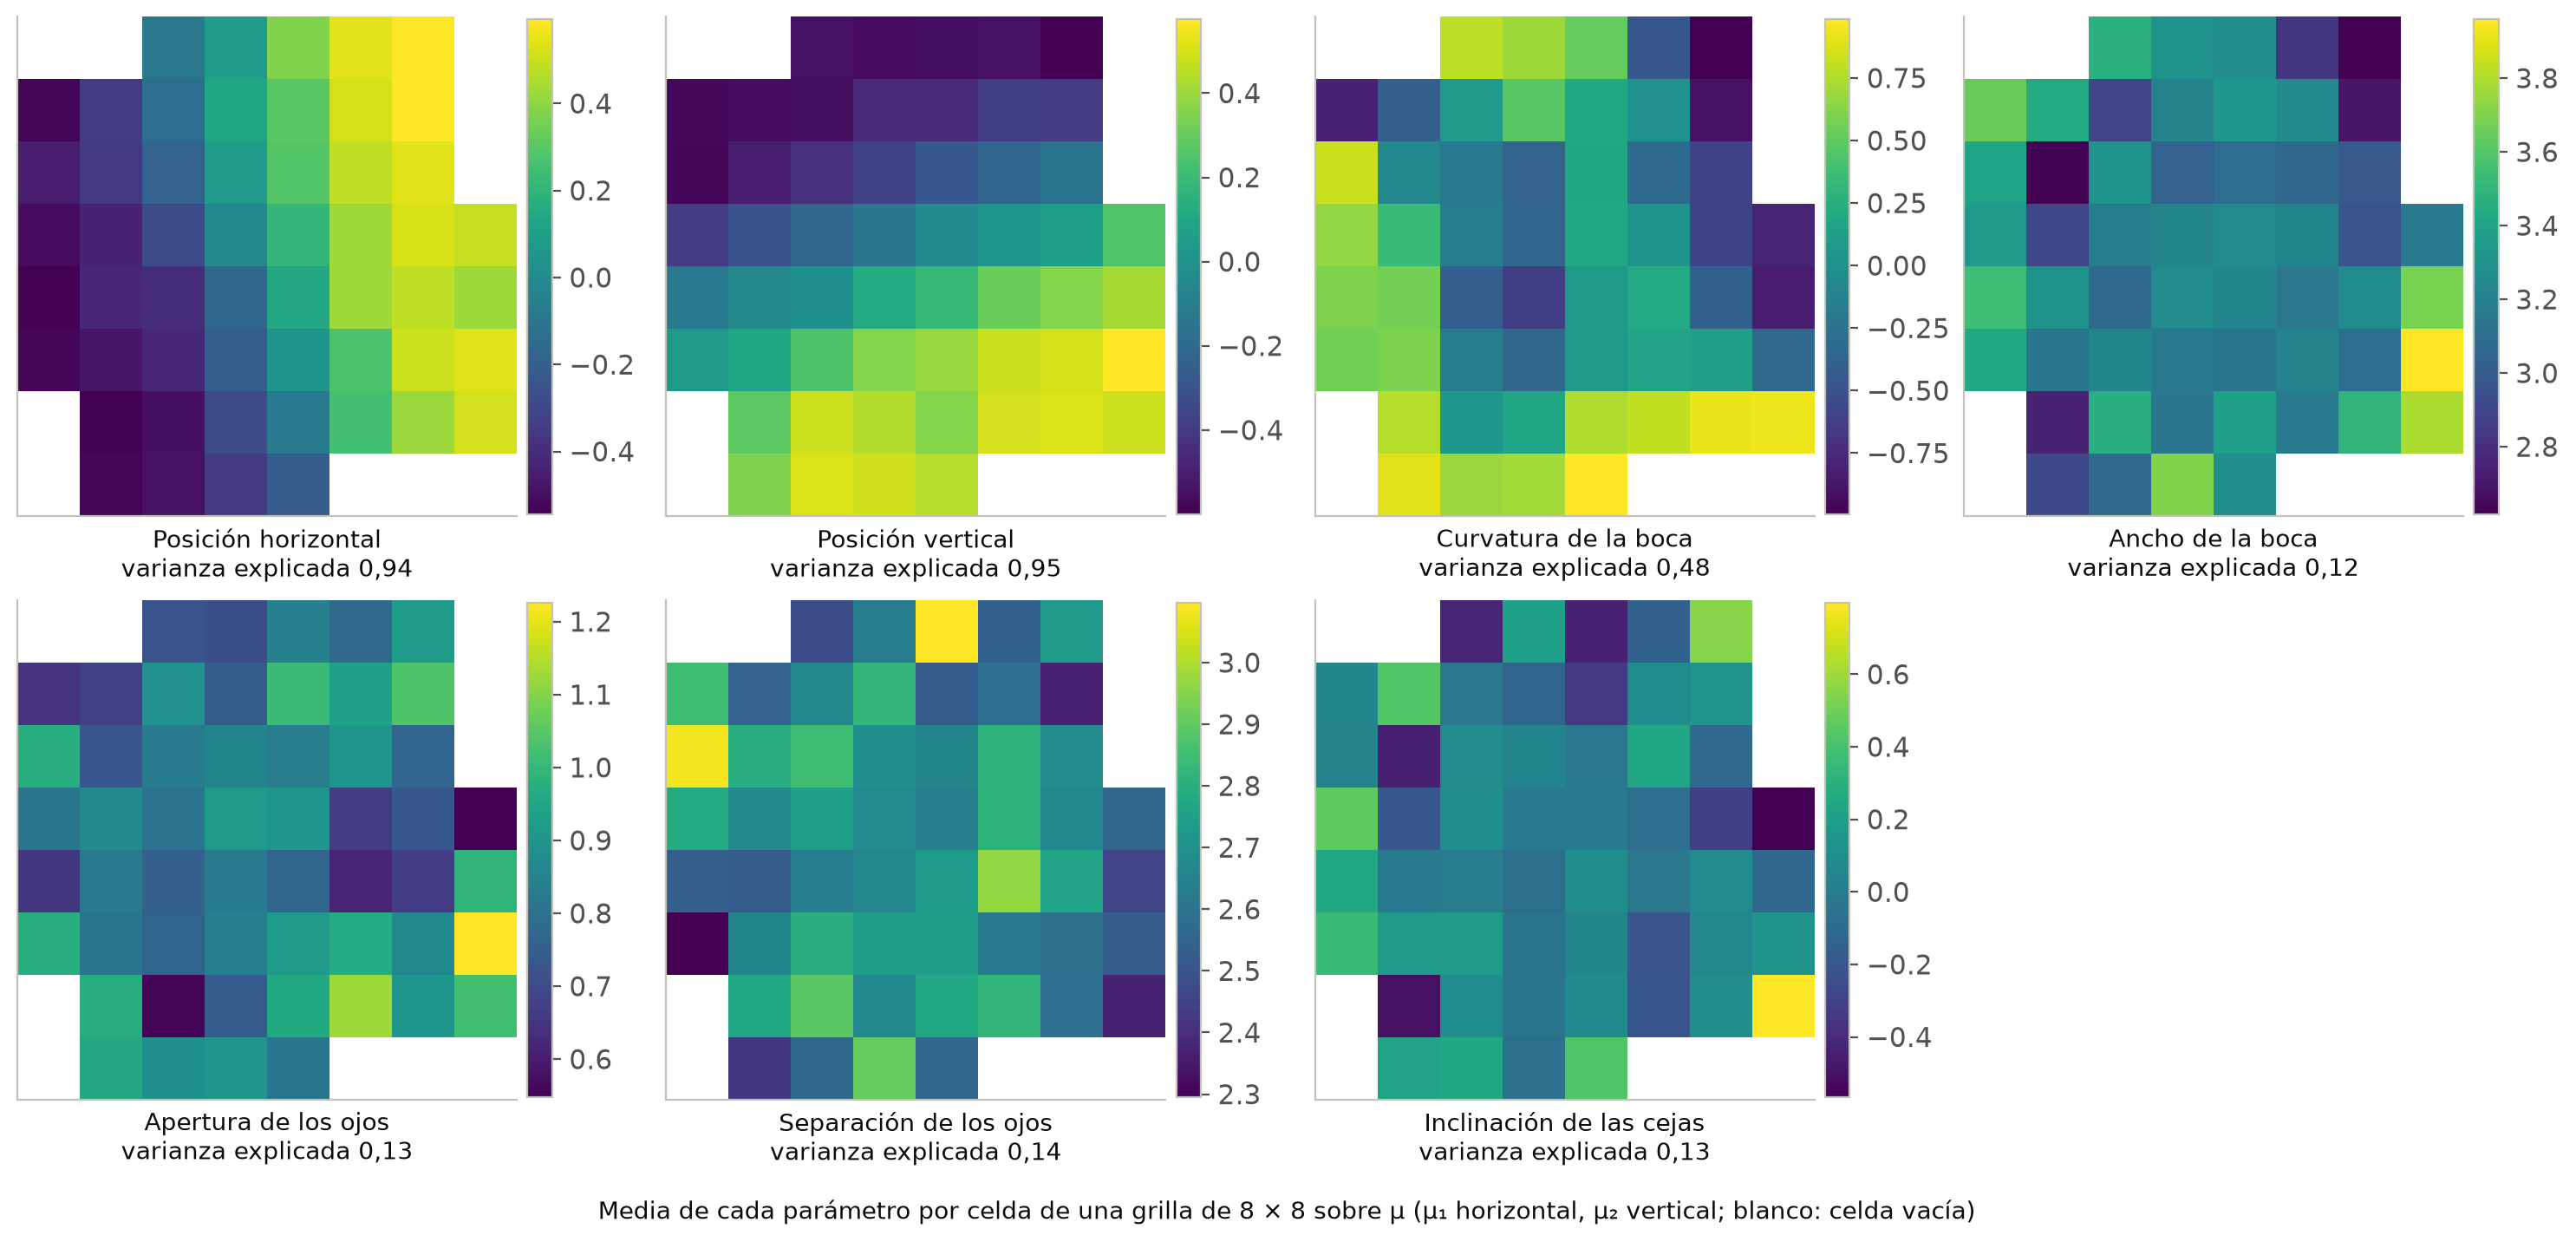 0.4
0.2
0.0
−0.2
−0.4
Posición horizontal
varianza explicada 0,94
0.4
0.2
0.0
−0.2
−0.4
Posición vertical
varianza explicada 0,95
0.75
0.50
0.25
0.00
−0.25
−0.50
−0.75
Curvatura de la boca
varianza explicada 0,48
3.8
3.6
3.4
3.2
3.0
2.8
Ancho de la boca
varianza explicada 0,12
1.2
1.1
1.0
0.9
0.8
0.7
0.6
Apertura de los ojos
varianza explicada 0,13
3.0
2.9
2.8
2.7
2.6
2.5
2.4
2.3
Separación de los ojos
varianza explicada 0,14
0.6
0.4
0.2
0.0
−0.2
−0.4
Inclinación de las cejas
varianza explicada 0,13
Media de cada parámetro por celda de una grilla de 8 × 8 sobre μ (μ₁ horizontal, μ₂ vertical; blanco: celda vacía)